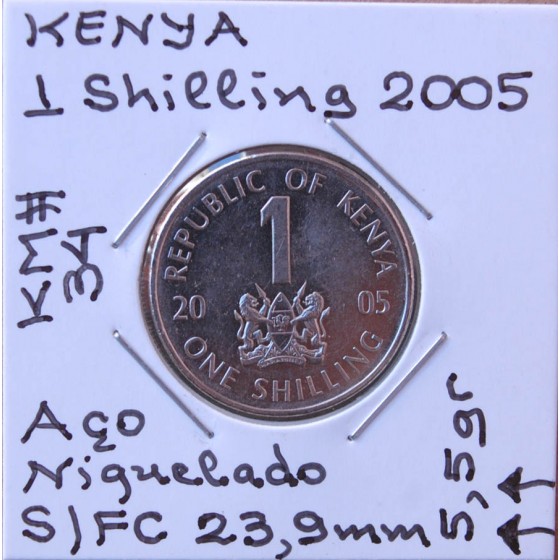 KENYA
1 Shilling 2005
KM#
34
REPUBLIC OF KENYA
1
20 05
ONE SHILLING
Aço
Niquelado
S/FC 23,9mm
5,5gr